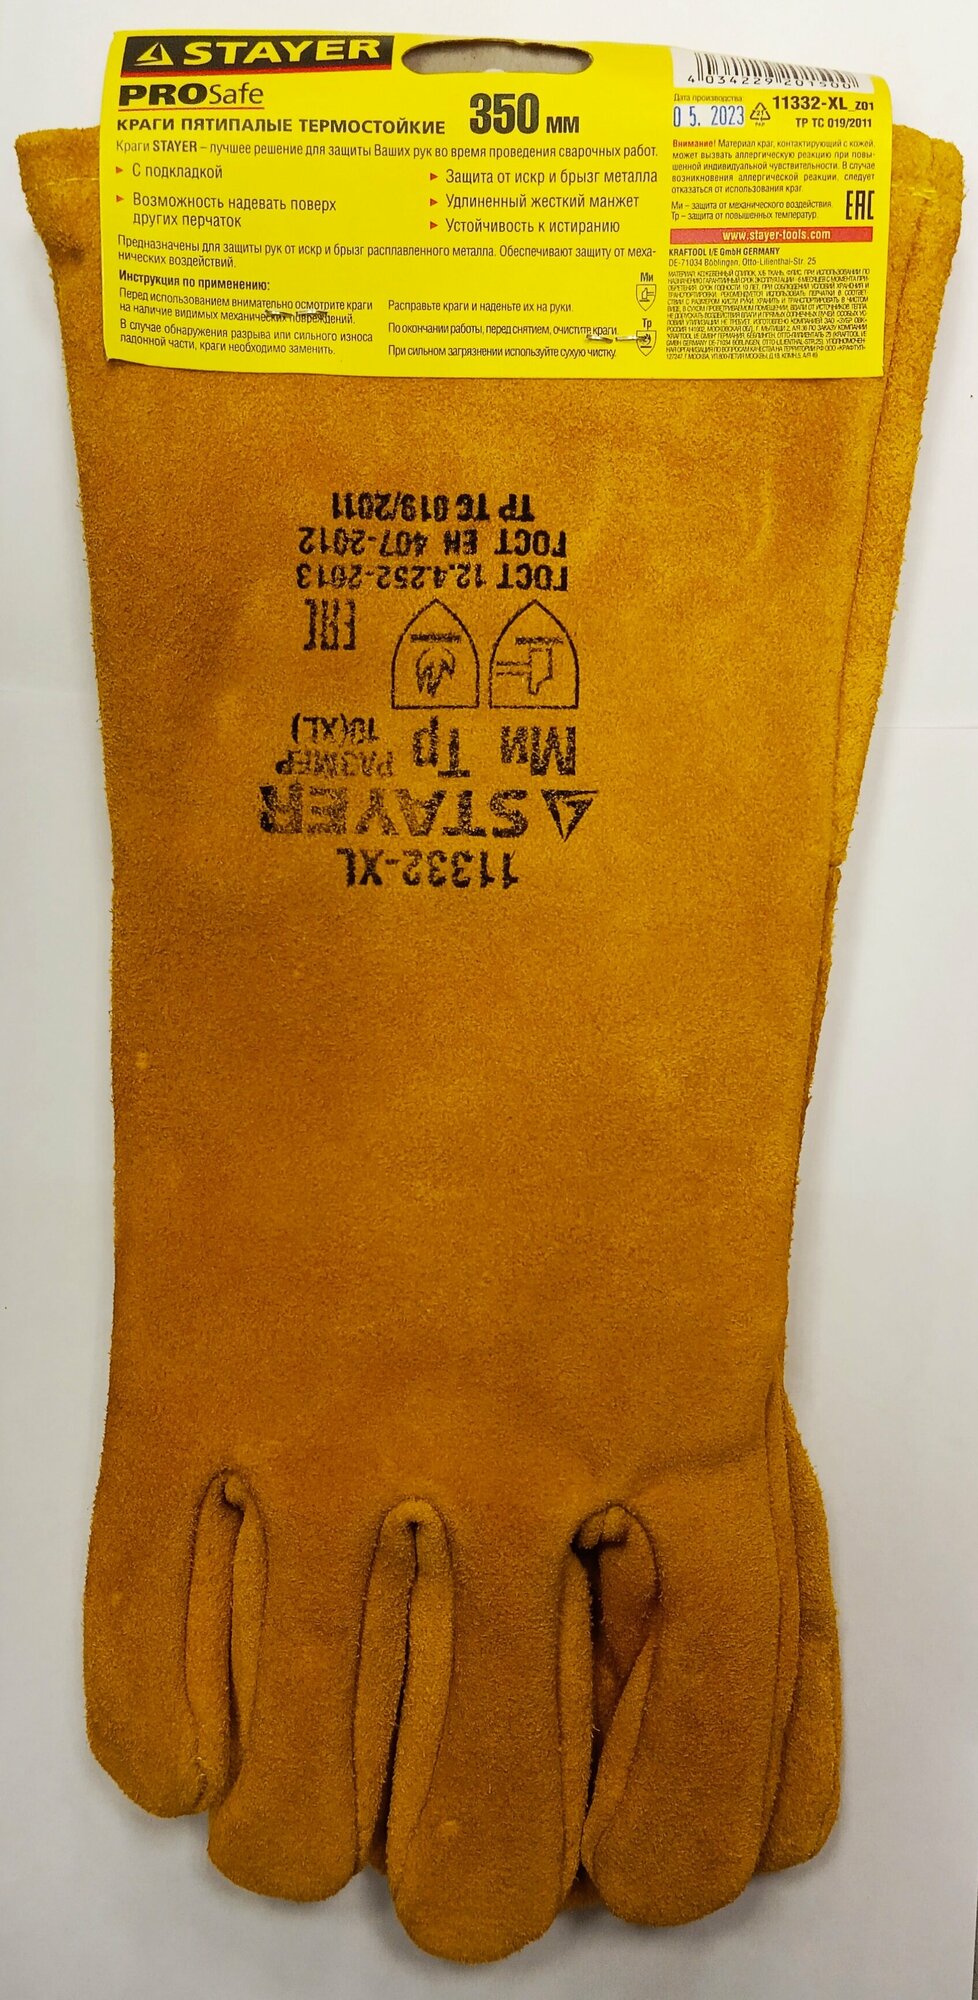 STAYER
PROSafe
КРАГИ ПЯТИПАЛЫЕ ТЕРМОСТОЙКИЕ
350 мм
Краги STAYER – лучшее решение для защиты Ваших рук во время проведения сварочных работ.
С подкладкой
Возможность надевать поверх
других перчаток
Защита от искр и брызг металла
Удлиненный жесткий манжет
Устойчивость к истиранию
Предназначены для защиты рук от искр и брызг расплавленного металла. Обеспечивают защиту от меха-
нических воздействий.
Инструкция по применению:
Перед использованием внимательно осмотрите краги
на наличие видимых механических повреждений.
В случае обнаружения разрыва или сильного износа
ладонной части, краги необходимо заменить.
Расправьте краги и наденьте их на руки.
По окончании работы, перед снятием, очистите краги.
При сильном загрязнении используйте сухую чистку.
Ми
Тр
Дата производства:
05. 2023
11332-XL_Z01
ТР ТС 019/2011
Внимание! Материал краг, контактирующий с кожей,
может вызвать аллергическую реакцию при повы-
шенной индивидуальной чувствительности. В случае
возникновения аллергической реакции, следует
отказаться от использования краг.
Ми – защита от механического воздействия.
Тр – защита от повышенных температур.
EAC
www.stayer-tools.com
KRAFTOOL I/E GmbH GERMANY
DE-71034 Böblingen, Otto-Lilienthal-Str. 25
11332-XL
STAYER
Ми Тр
РАЗМЕР
10(XL)
EAC
ГОСТ 12.4.252-2013
ГОСТ EN 407-2012
ТР ТС 019/2011